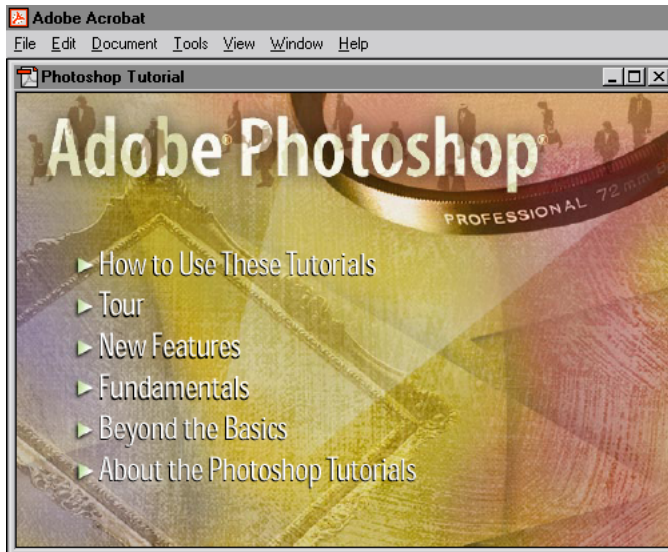 Adobe Acrobat
File Edit Document Tools View Window Help
Photoshop Tutorial
Adobe® Photoshop®
PROFESSIONAL 72mm
How to Use These Tutorials
Tour
New Features
Fundamentals
Beyond the Basics
About the Photoshop Tutorials